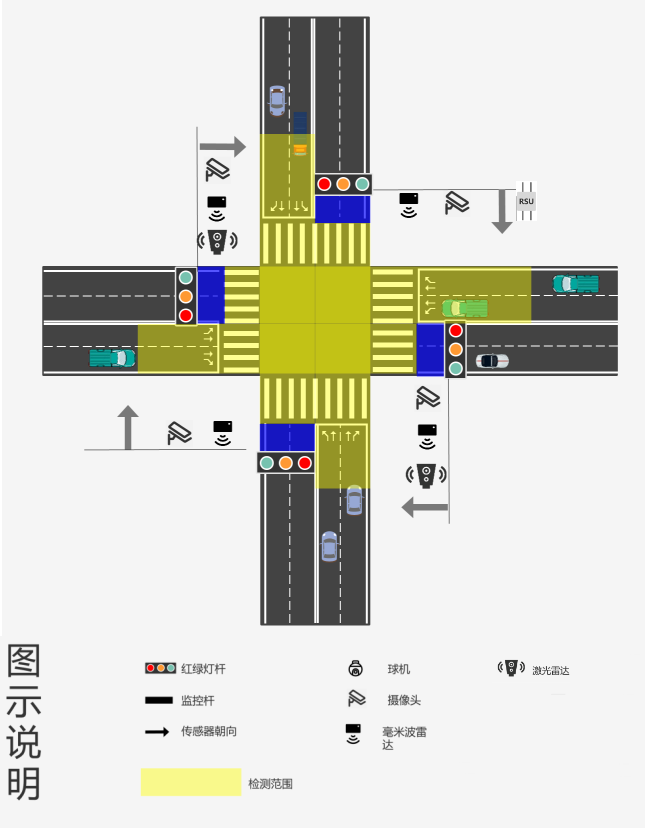 RSU
图示说明
红绿灯杆
球机
激光雷达
监控杆
摄像头
传感器朝向
毫米波雷
达
检测范围